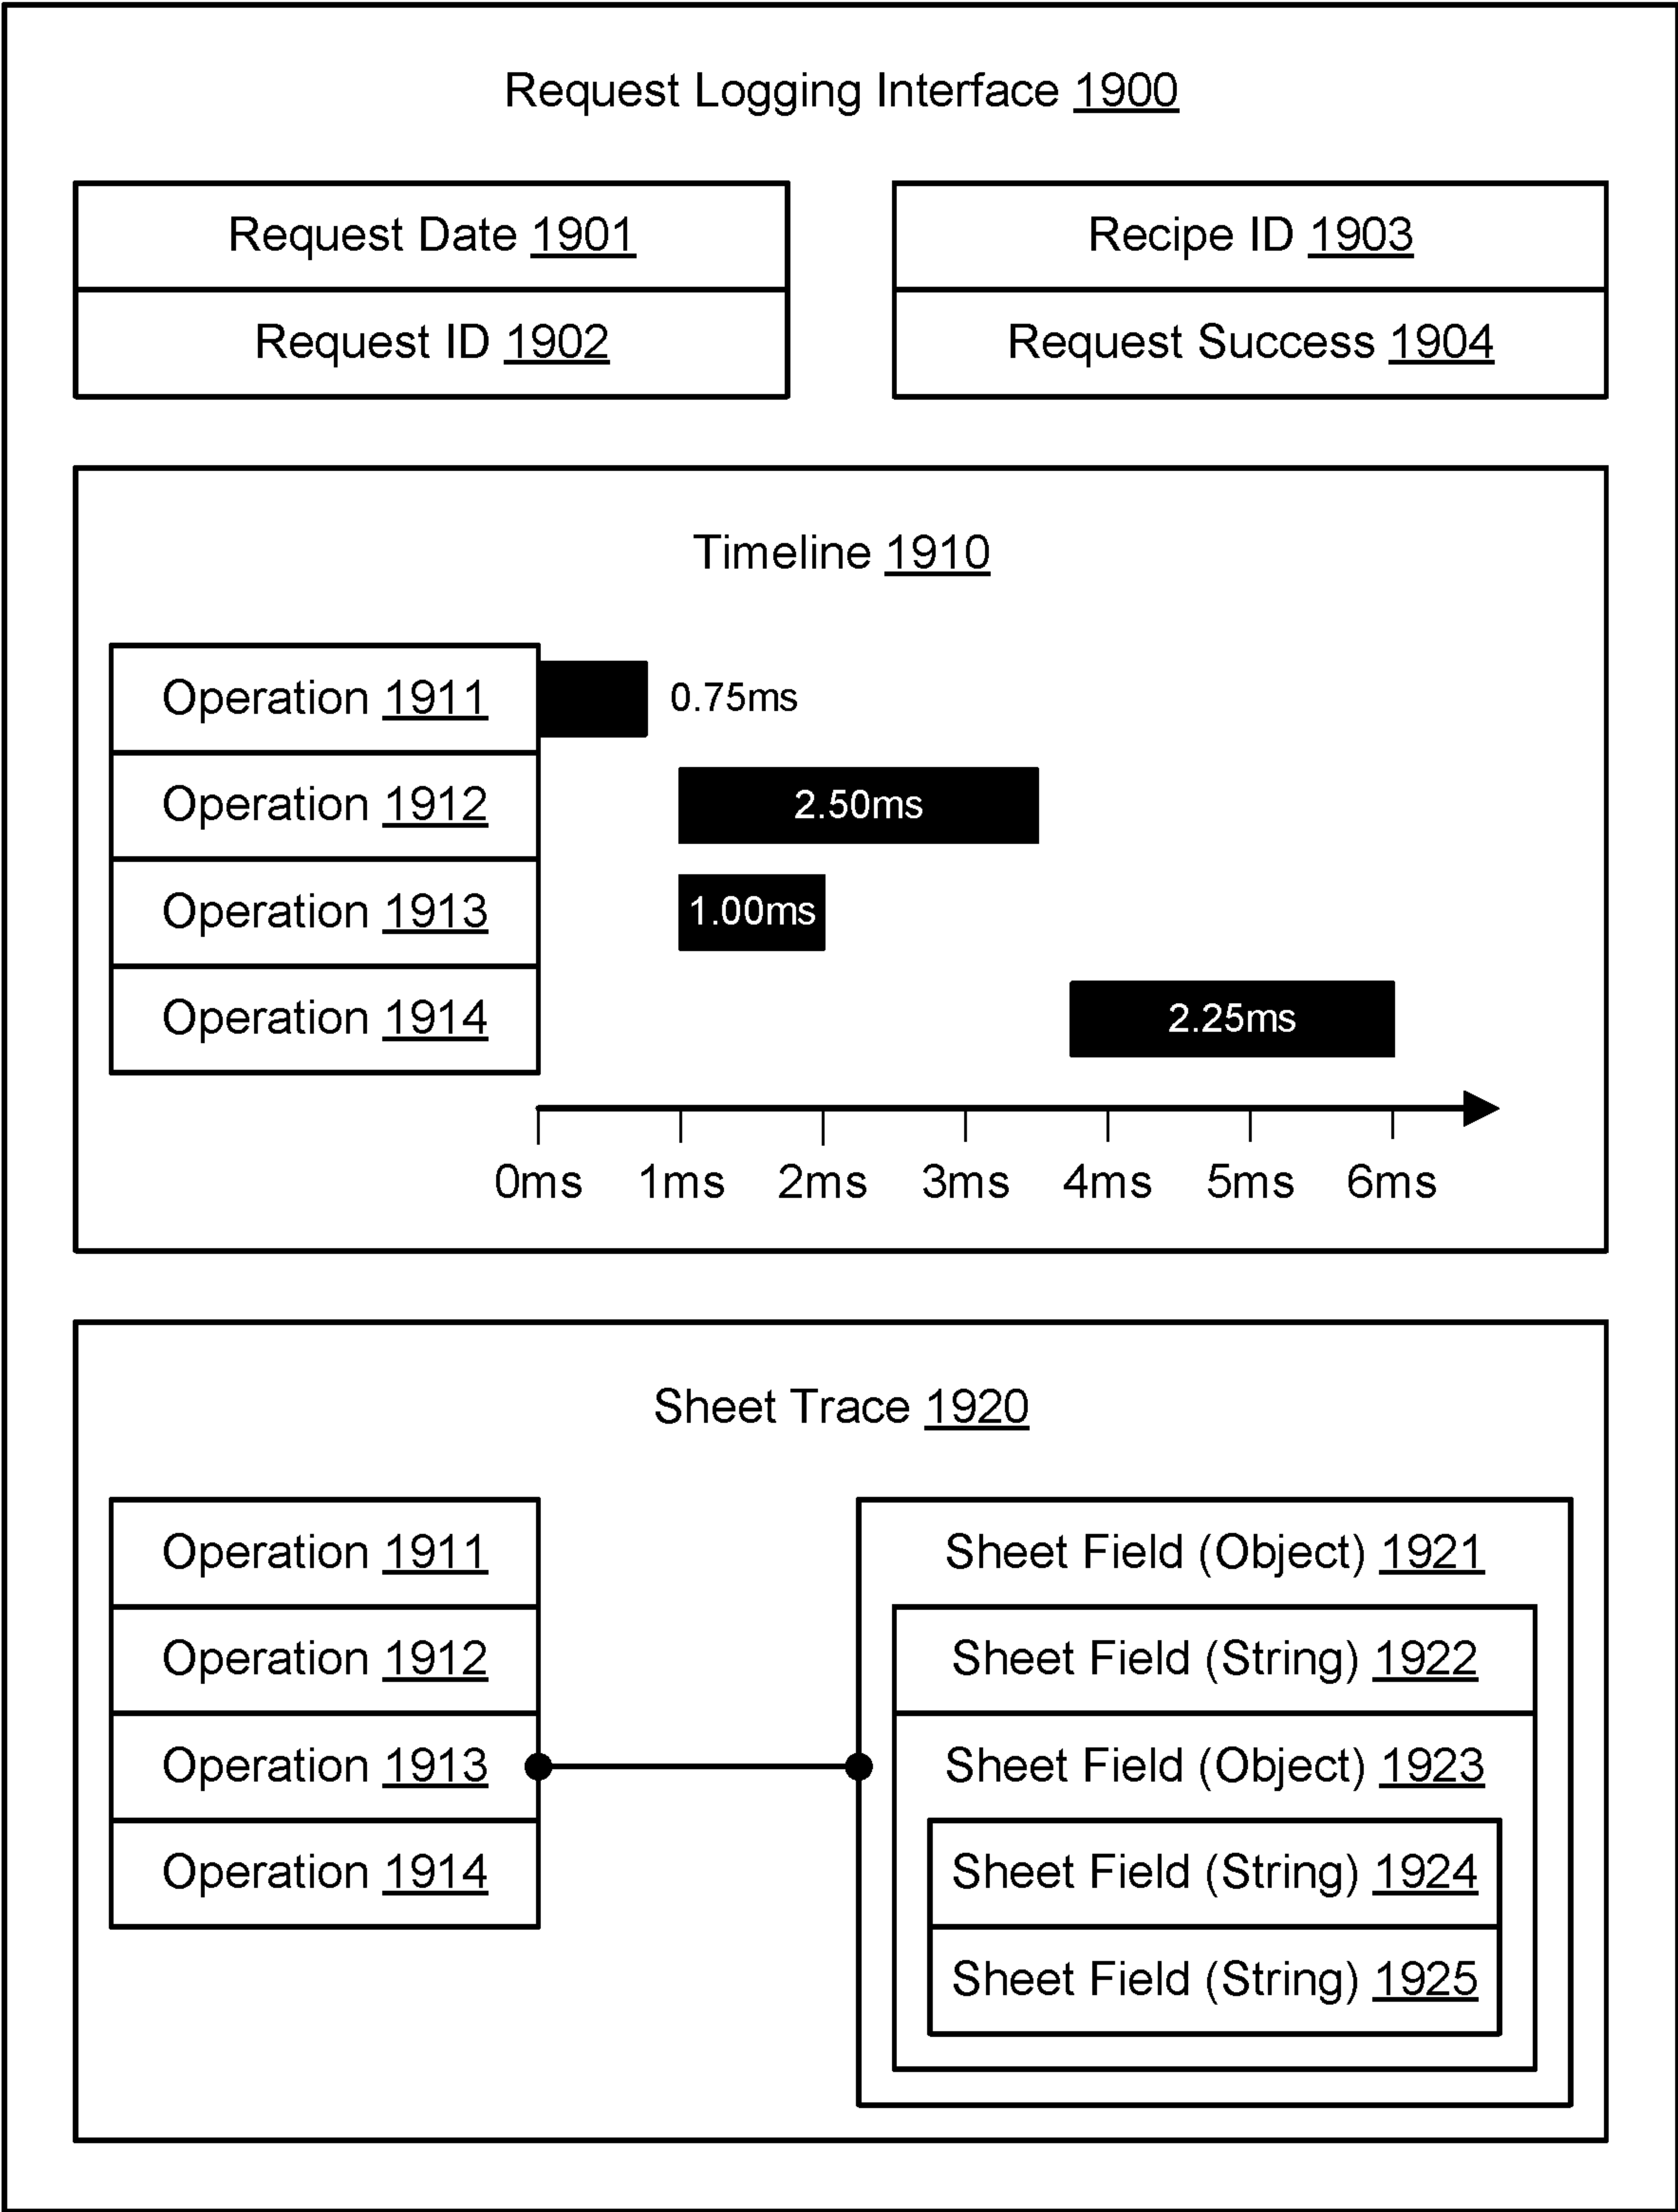 Request Logging Interface 1900
Request Date 1901
Request ID 1902
Recipe ID 1903
Request Success 1904
Timeline 1910
Operation 1911
0.75ms
Operation 1912
2.50ms
Operation 1913
1.00ms
Operation 1914
2.25ms
0ms 1ms 2ms 3ms 4ms 5ms 6ms
Sheet Trace 1920
Operation 1911
Operation 1912
Operation 1913
Operation 1914
Sheet Field (Object) 1921
Sheet Field (String) 1922
Sheet Field (Object) 1923
Sheet Field (String) 1924
Sheet Field (String) 1925